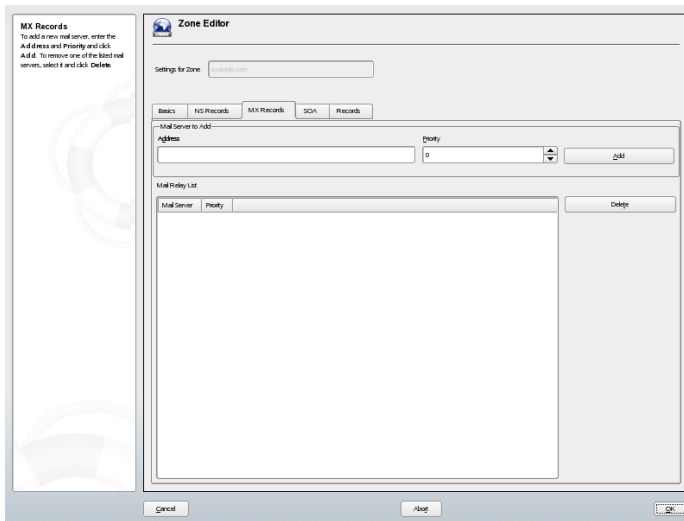 MX Records
To add a new mail server, enter the
Address and Priority and click
Add. To remove one of the listed mail
servers, select it and click Delete.
Zone Editor
Settings for Zone
example.com
Basics
NS Records
MX Records
SOA
Records
Mail Server to Add
Address
Priority
0
Add
Mail Relay List
Mail Server
Priority
Delete
Cancel
Abort
OK